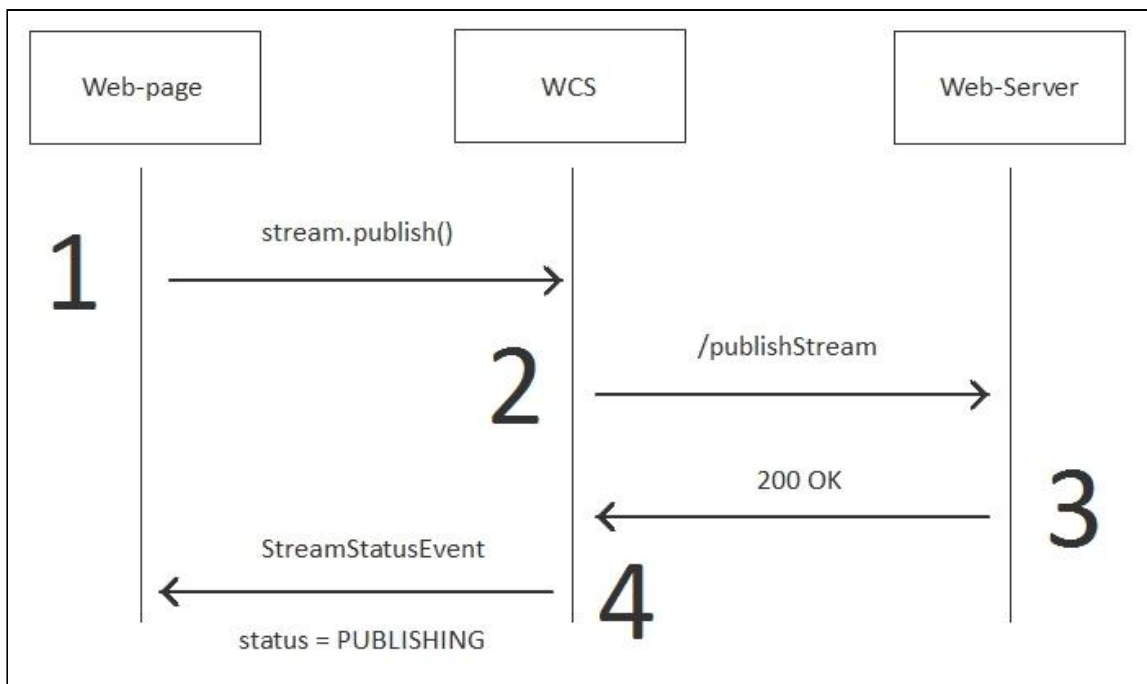 Web-page
WCS
Web-Server
1
stream.publish()
2
/publishStream
200 OK
3
StreamStatusEvent
4
status = PUBLISHING